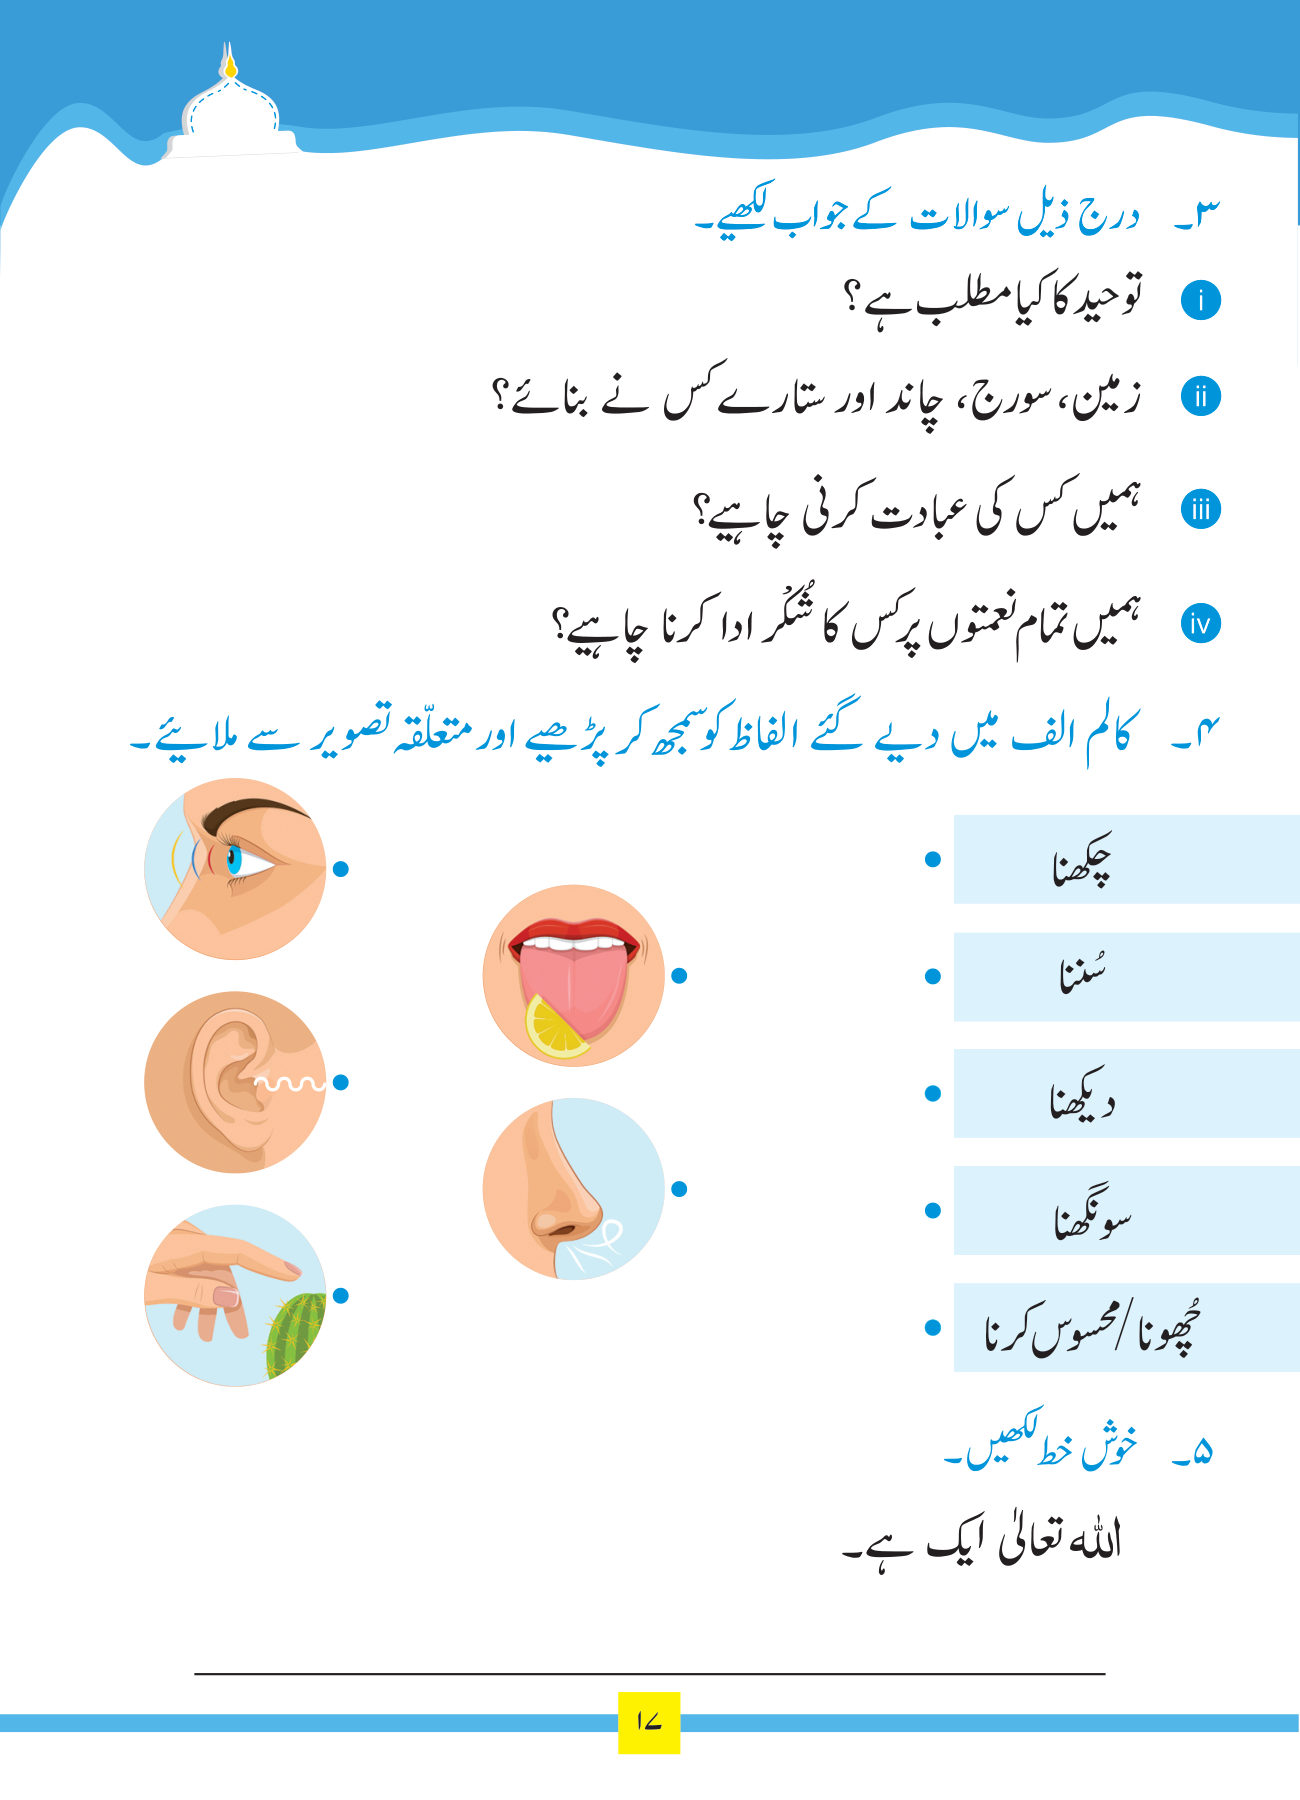 ۳۔ درج ذیل سوالات کے جواب لکھیے۔
i توحید کا کیا مطلب ہے؟
ii زمین، سورج، چاند اور ستارے کس نے بنائے؟
iii ہمیں کس کی عبادت کرنی چاہیے؟
iv ہمیں تمام نعمتوں پر کس کا شُکْر ادا کرنا چاہیے؟
۴۔ کالم الف میں دیے گئے الفاظ کو سمجھ کر پڑھیے اور متعلّقہ تصویر سے ملائیے۔
چکھنا
سُننا
دیکھنا
سونگھنا
چُھونا/محسوس کرنا
۵۔ خوش خط لکھیں۔
اللہ تعالیٰ ایک ہے۔
۱۷